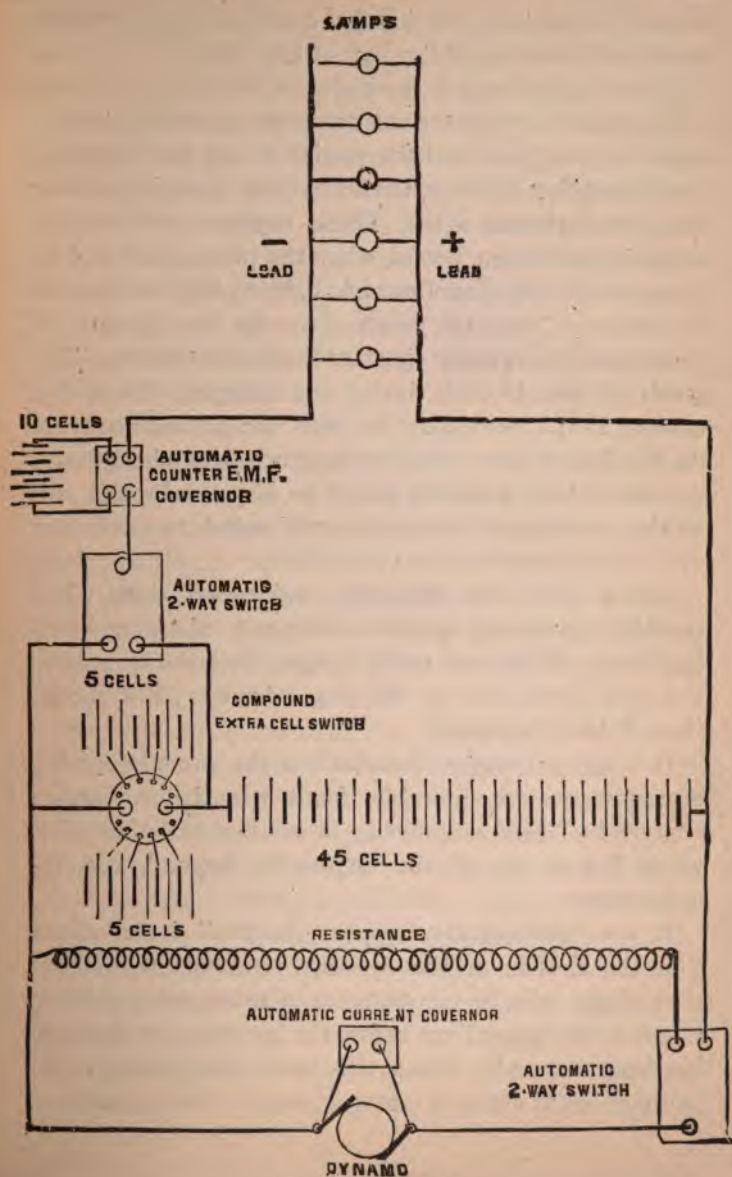 LAMPS
−
LEAD
+
LEAD
10 CELLS
AUTOMATIC
COUNTER E.M.F.
GOVERNOR
AUTOMATIC
2-WAY SWITCH
5 CELLS
COMPOUND
EXTRA CELL SWITCH
45 CELLS
5 CELLS
RESISTANCE
AUTOMATIC CURRENT GOVERNOR
AUTOMATIC
2-WAY SWITCH
DYNAMO